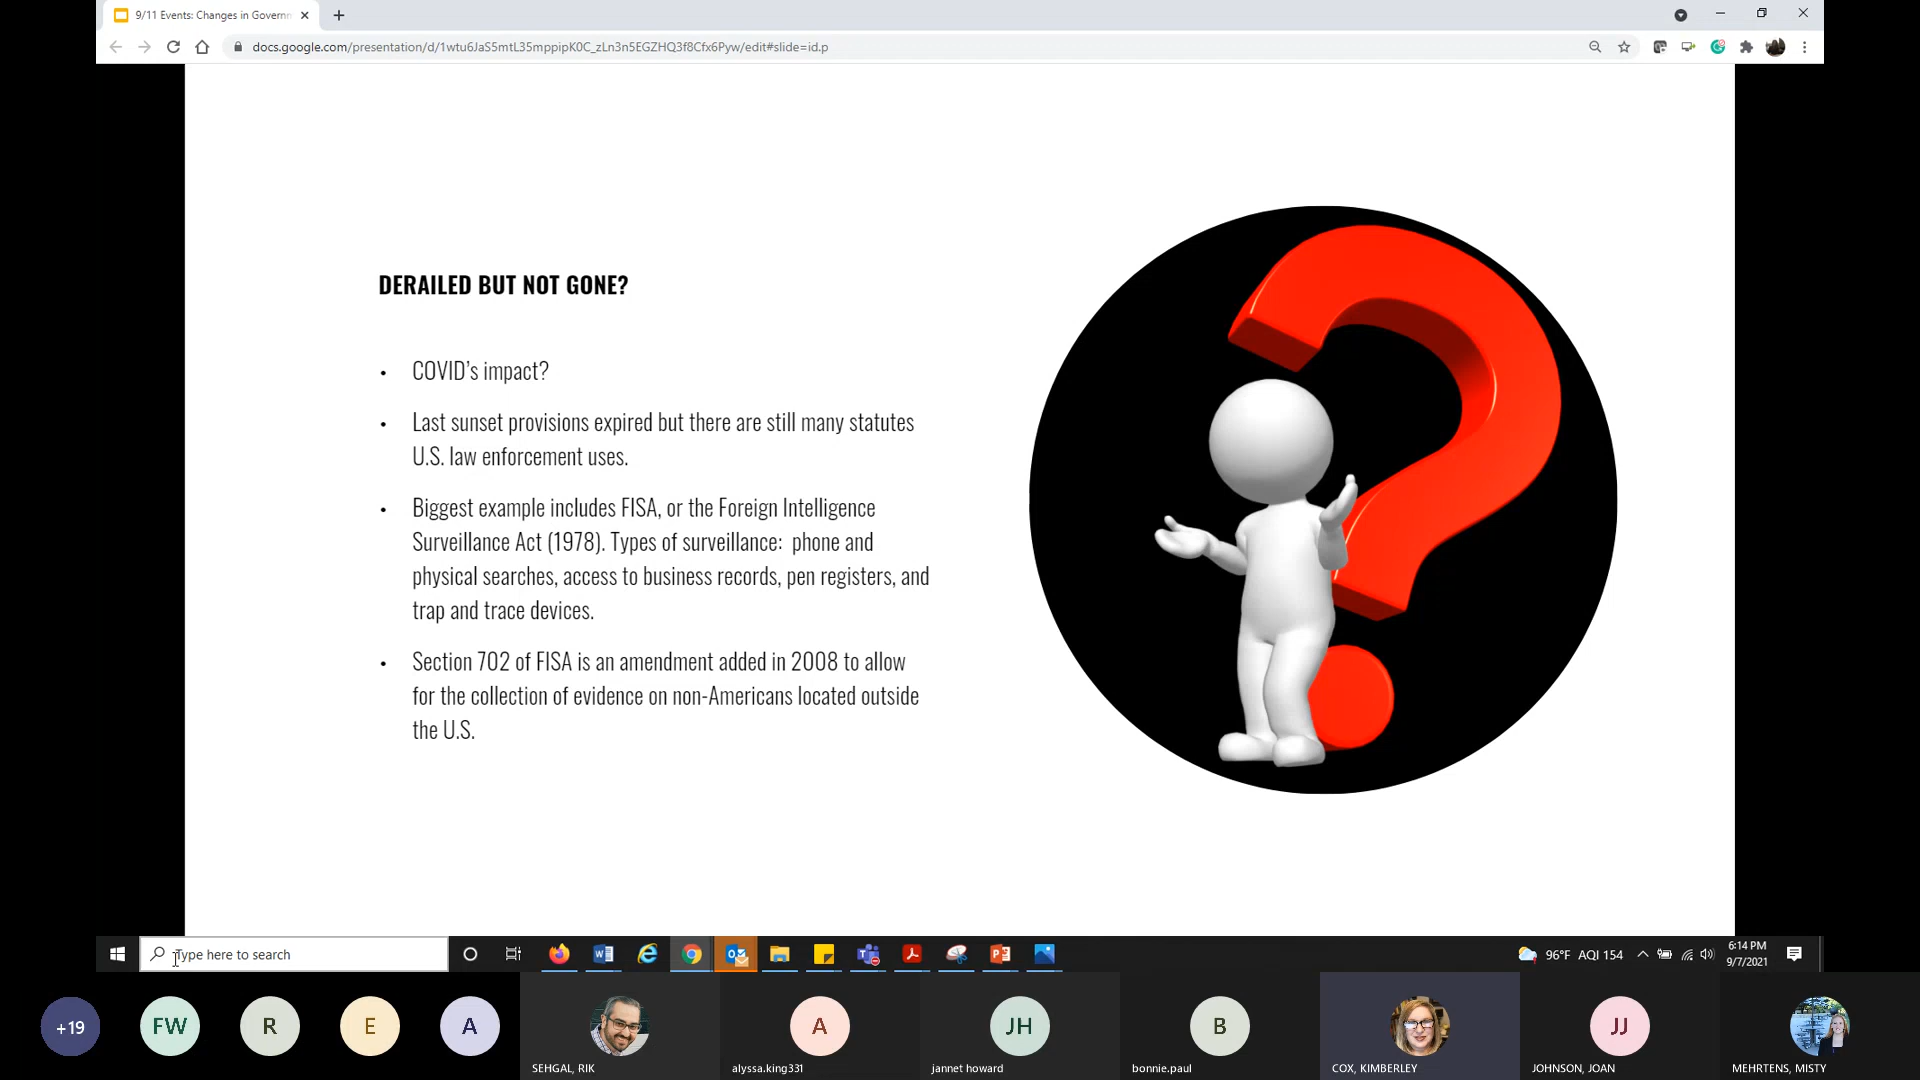 9/11 Events: Changes in Governm
docs.google.com/presentation/d/1wtu6JaS5mtL35mppipK0C_zLn3n5EGZHQ3f8Cfx6Pyw/edit#slide=id.p
DERAILED BUT NOT GONE?
• COVID's impact?
• Last sunset provisions expired but there are still many statutes
U.S. law enforcement uses.
• Biggest example includes FISA, or the Foreign Intelligence
Surveillance Act (1978). Types of surveillance: phone and
physical searches, access to business records, pen registers, and
trap and trace devices.
• Section 702 of FISA is an amendment added in 2008 to allow
for the collection of evidence on non-Americans located outside
the U.S.
Type here to search
96°F AQI 154
6:14 PM
9/7/2021
+19
FW
R
E
A
A
JH
B
JJ
SEHGAL, RIK
alyssa.king331
jannet howard
bonnie.paul
COX, KIMBERLEY
JOHNSON, JOAN
MEHRTENS, MISTY